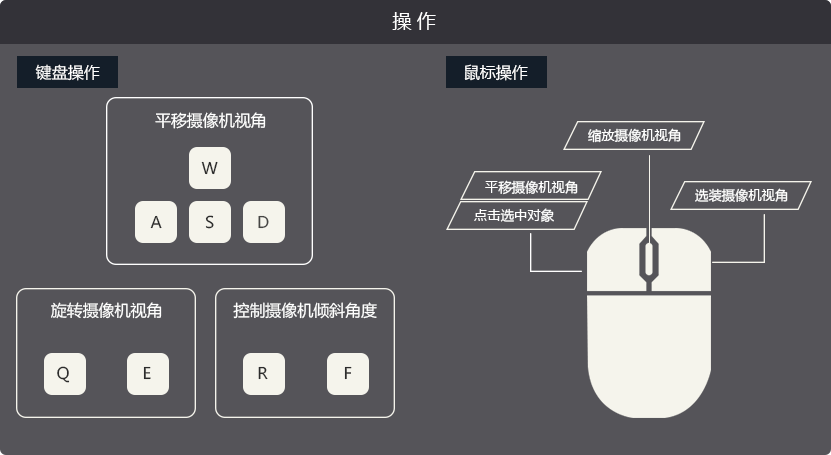 操作
键盘操作
平移摄像机视角
W
A S D
旋转摄像机视角
Q E
控制摄像机倾斜角度
R F
鼠标操作
缩放摄像机视角
平移摄像机视角
点击选中对象
选装摄像机视角